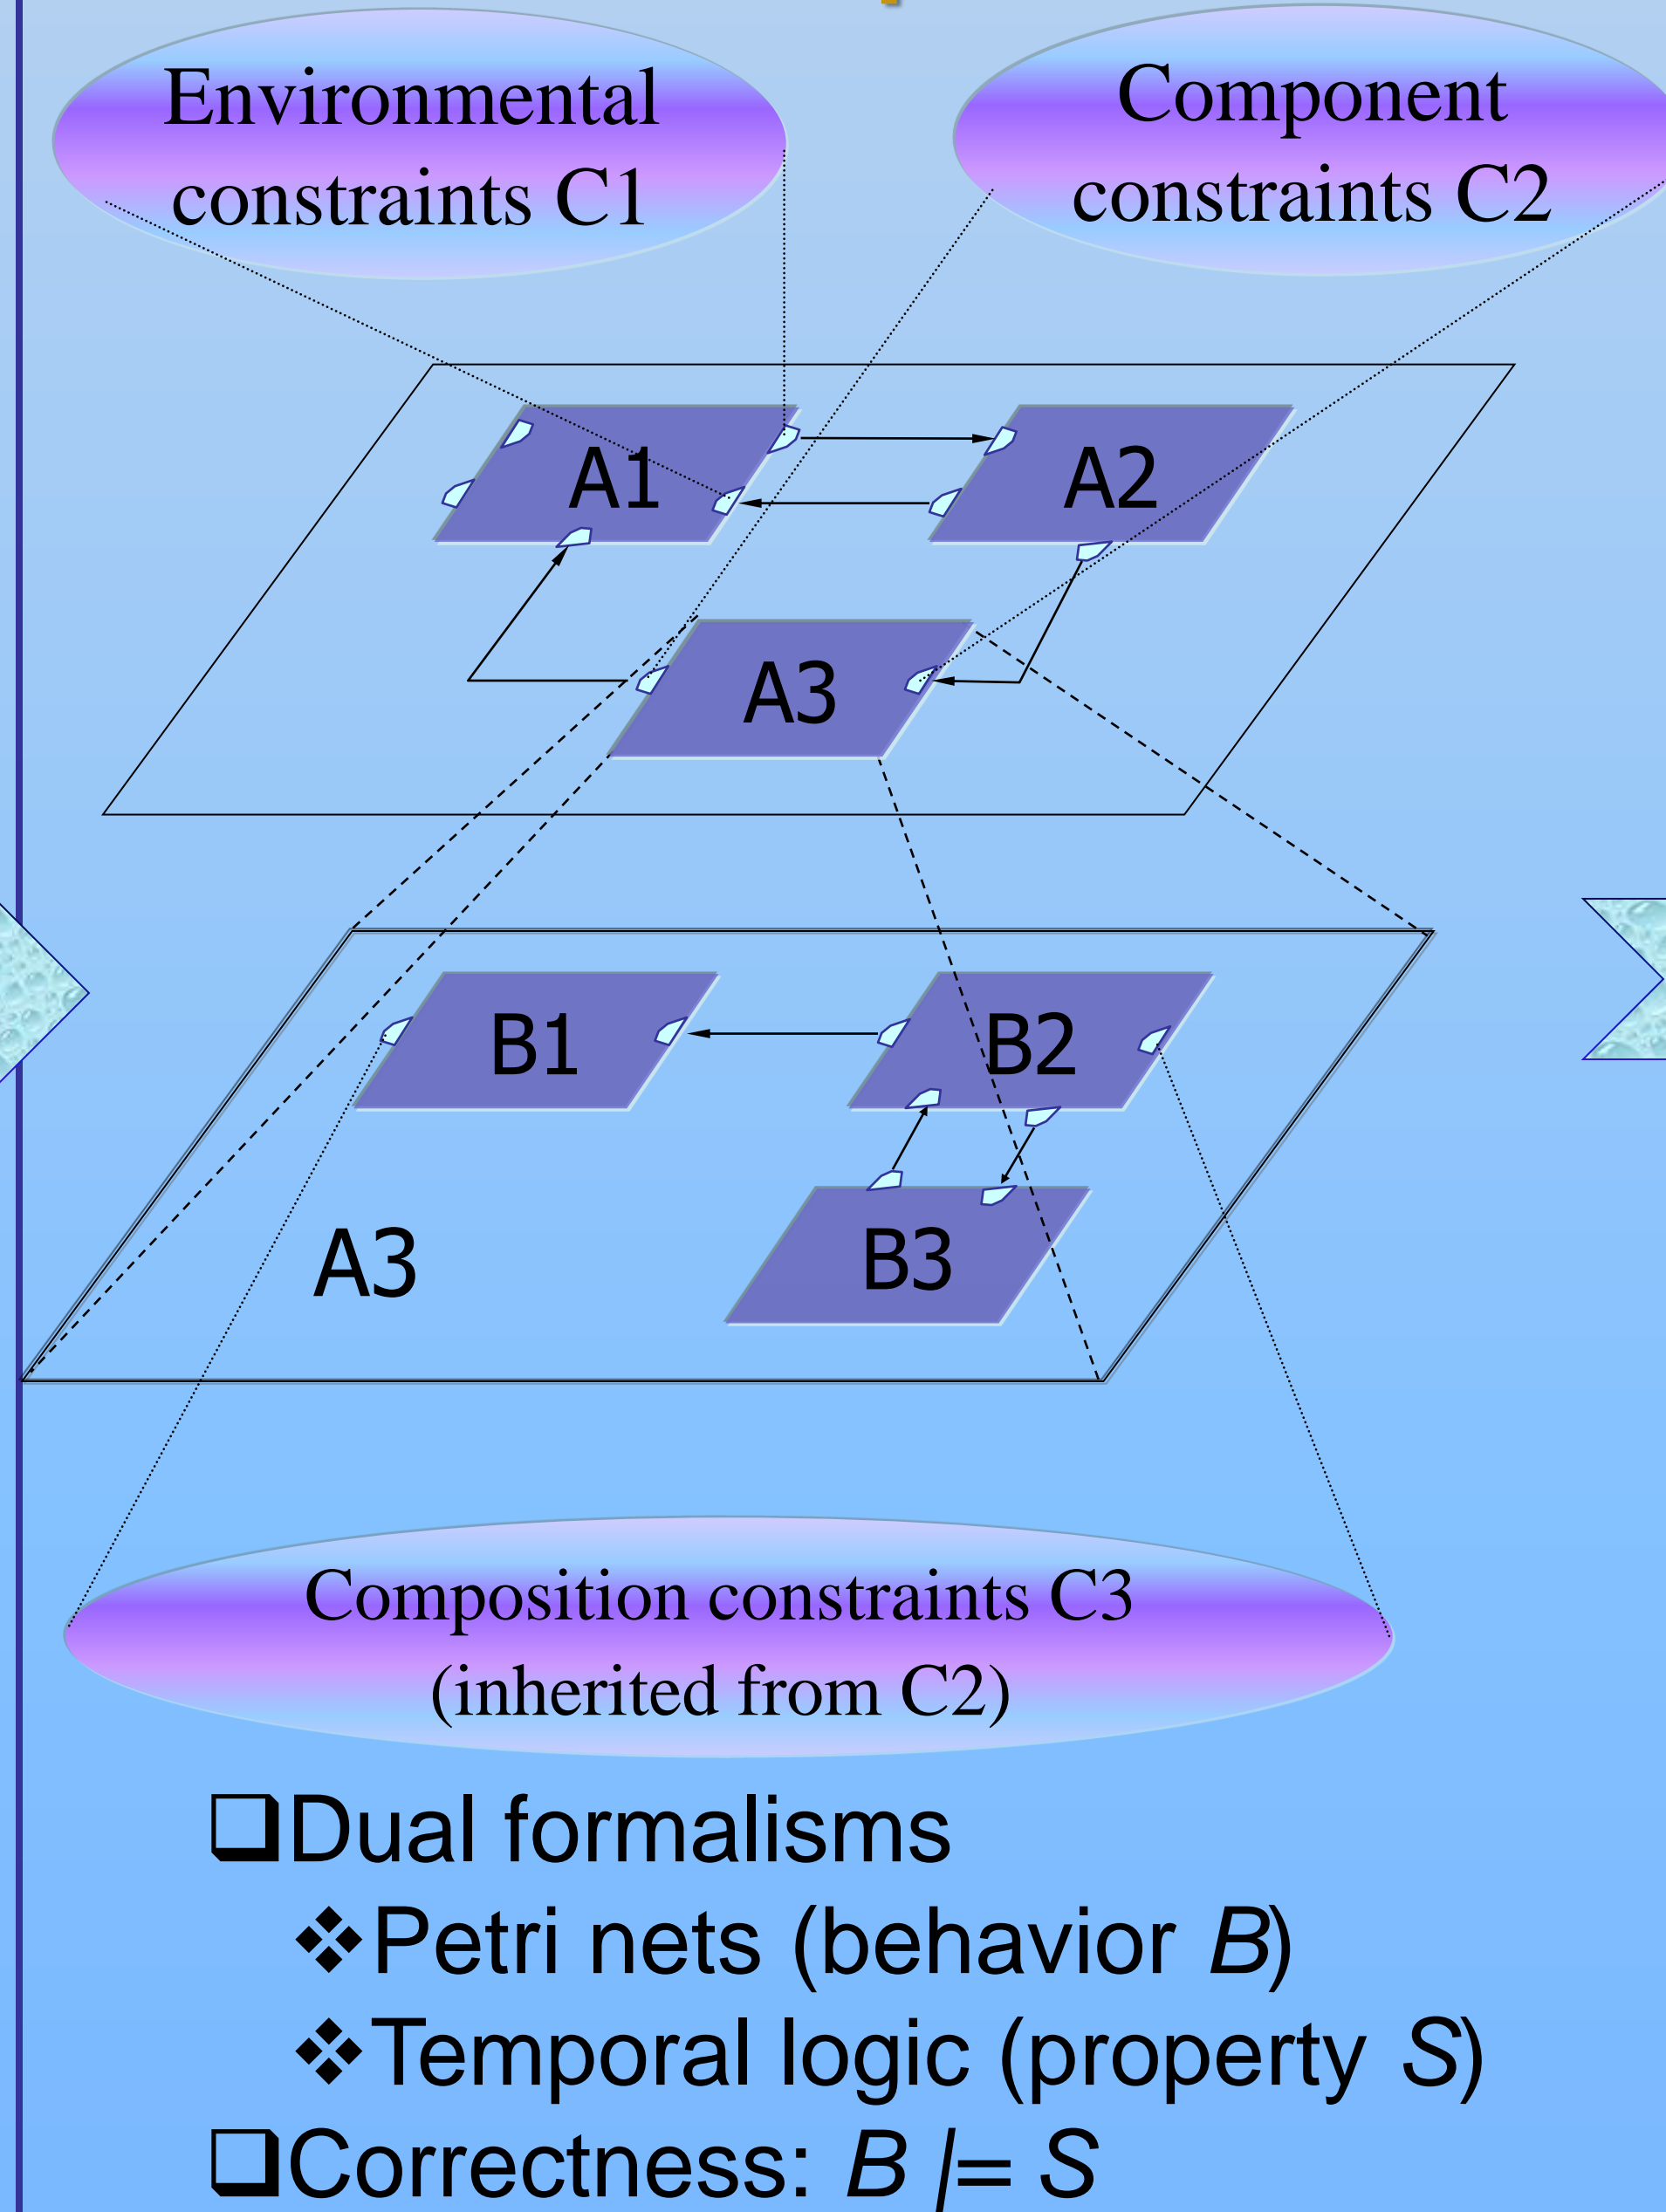 Environmental
constraints C1
Component
constraints C2
A1
A2
A3
B1
B2
A3
B3
Composition constraints C3
(inherited from C2)
❑Dual formalisms
❖Petri nets (behavior B)
❖Temporal logic (property S)
❑Correctness: B |= S